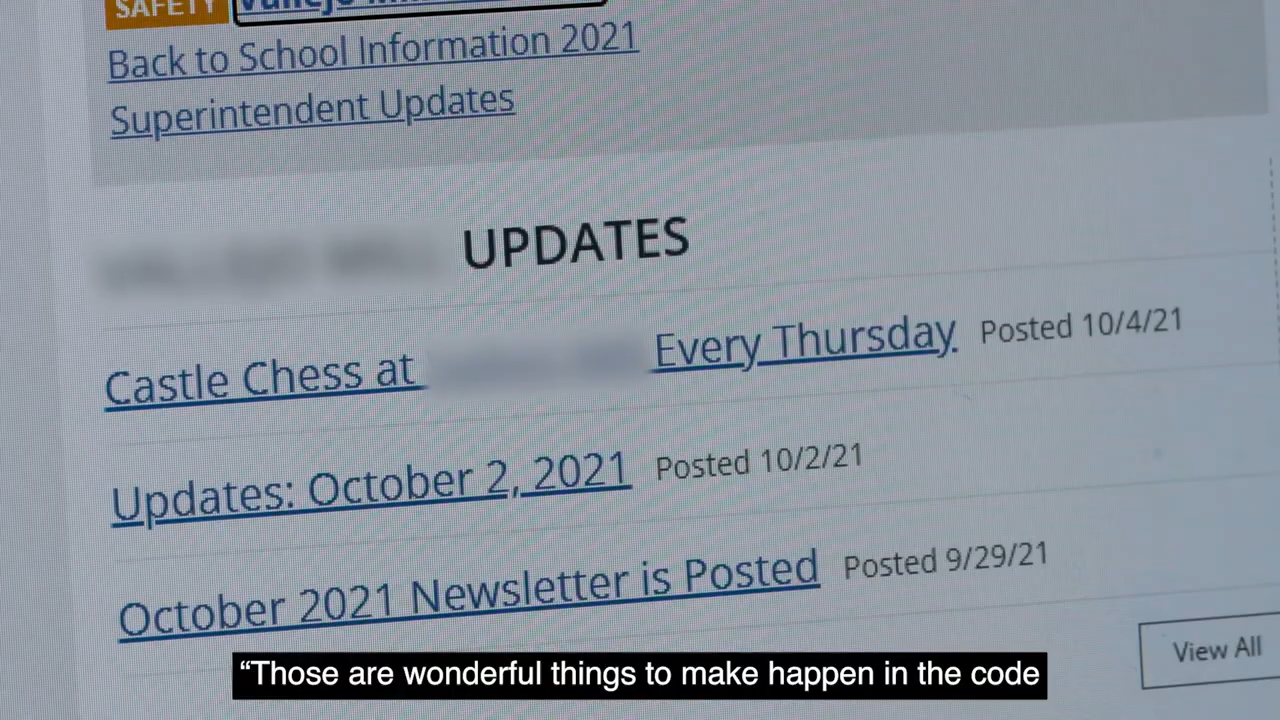 SAFETY
Back to School Information 2021
Superintendent Updates
UPDATES
Castle Chess at Every Thursday. Posted 10/4/21
Updates: October 2, 2021 Posted 10/2/21
October 2021 Newsletter is Posted Posted 9/29/21
View All
“Those are wonderful things to make happen in the code